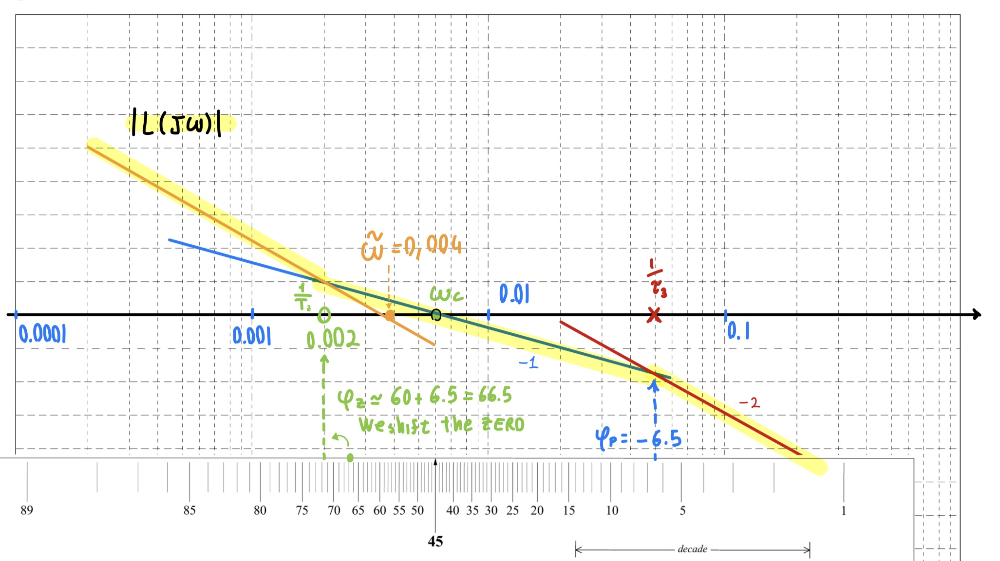 |L(Jω)|
ω̃ = 0,004
1/T₂
ωc
0.01
1/τ₃
0.0001
0.001
0.002
0.1
-1
φz ≃ 60 + 6.5 = 66.5
We shift the ZERO
-2
φp = -6.5
89 85 80 75 70 65 60 55 50 40 35 30 25 20 15 10 5 1
45
decade